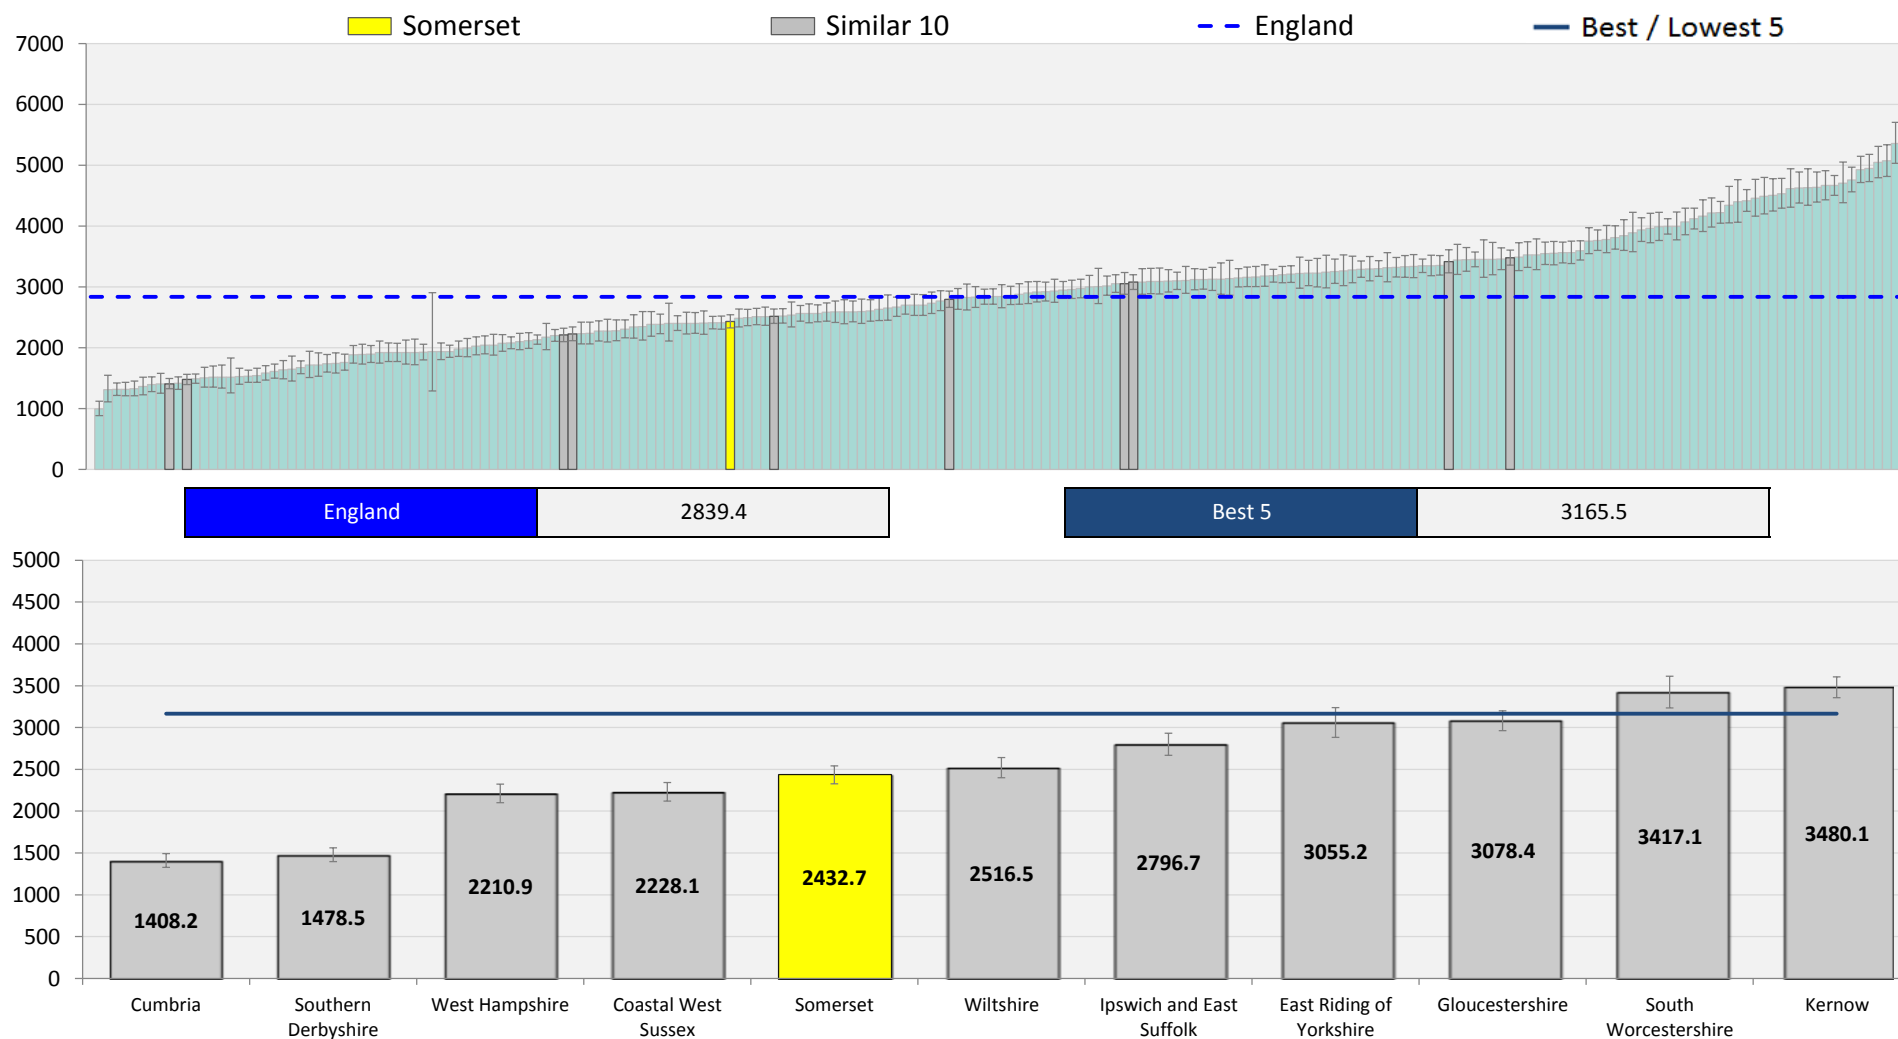 Somerset
Similar 10
England
Best / Lowest 5
7000
6000
5000
4000
3000
2000
1000
0
England
2839.4
Best 5
3165.5
5000
4500
4000
3500
3000
2500
2000
1500
1000
500
0
1408.2
1478.5
2210.9
2228.1
2432.7
2516.5
2796.7
3055.2
3078.4
3417.1
3480.1
Cumbria
Southern
Derbyshire
West Hampshire
Coastal West
Sussex
Somerset
Wiltshire
Ipswich and East
Suffolk
East Riding of
Yorkshire
Gloucestershire
South
Worcestershire
Kernow